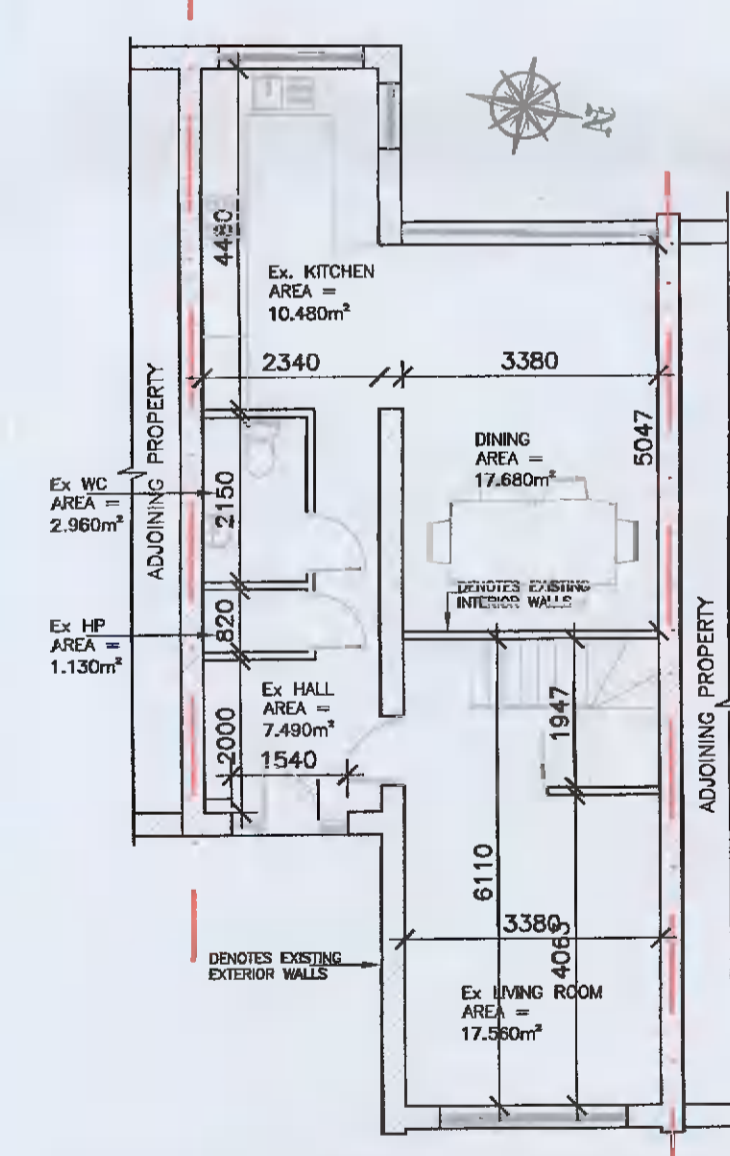 N
4480
Ex. KITCHEN
AREA =
10.480m²
2340
3380
ADJOINING PROPERTY
5047
DINING
AREA =
17.680m²
Ex WC
AREA =
2.960m²
2150
DENOTES EXISTING
INTERIOR WALLS
Ex HP
AREA =
1.130m²
820
Ex HALL
AREA =
7.490m²
2000
1540
1947
ADJOINING PROPERTY
6110
3380
4063
DENOTES EXISTING
EXTERIOR WALLS
Ex LIVING ROOM
AREA =
17.560m²